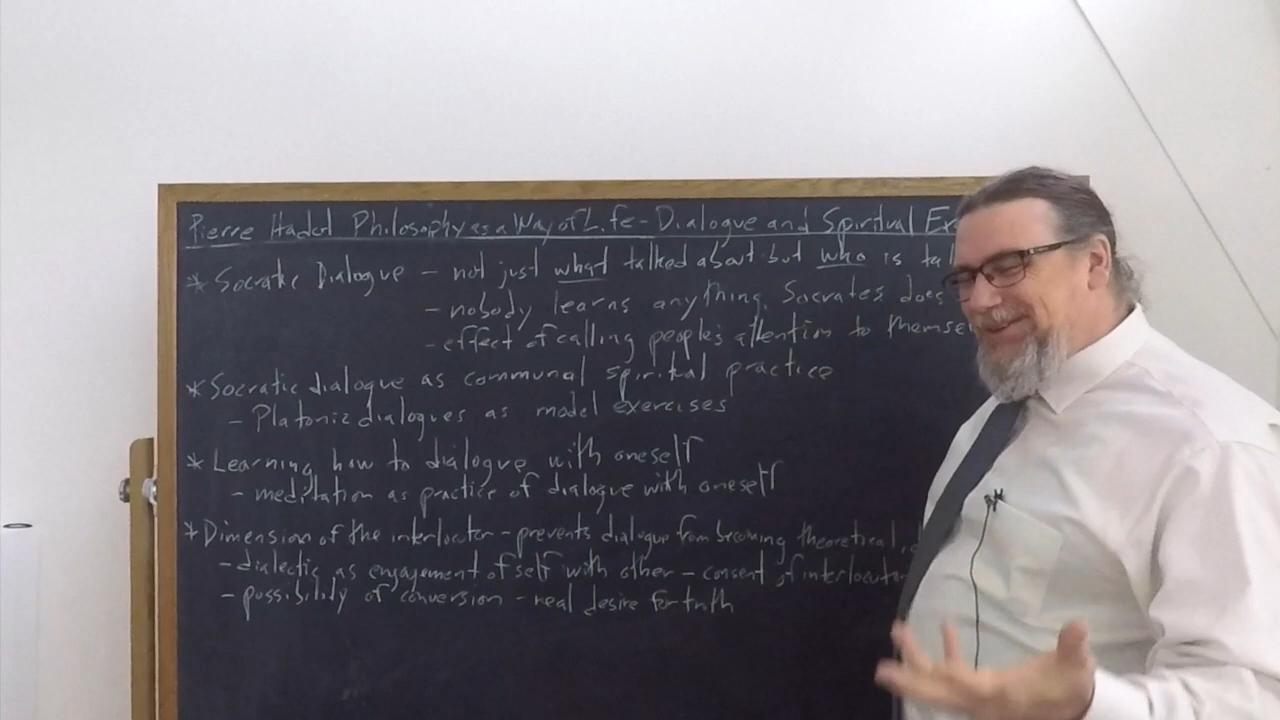 Pierre Hadot Philosophy as a Way of Life - Dialogue and Spiritual Ex
* Socratic Dialogue - not just what talked about but who is tal
- nobody learns anything. Socrates does
- effect of calling people's attention to themse
* Socratic dialogue as communal spiritual practice
- Platonic dialogues as model exercises
* Learning how to dialogue with oneself
- meditation as practice of dialogue with oneself
* Dimension of the interlocutor - prevents dialogue from becoming theoretical,
- dialectic as engagement of self with other - consent of interlocutor
- possibility of conversion - real desire for truth